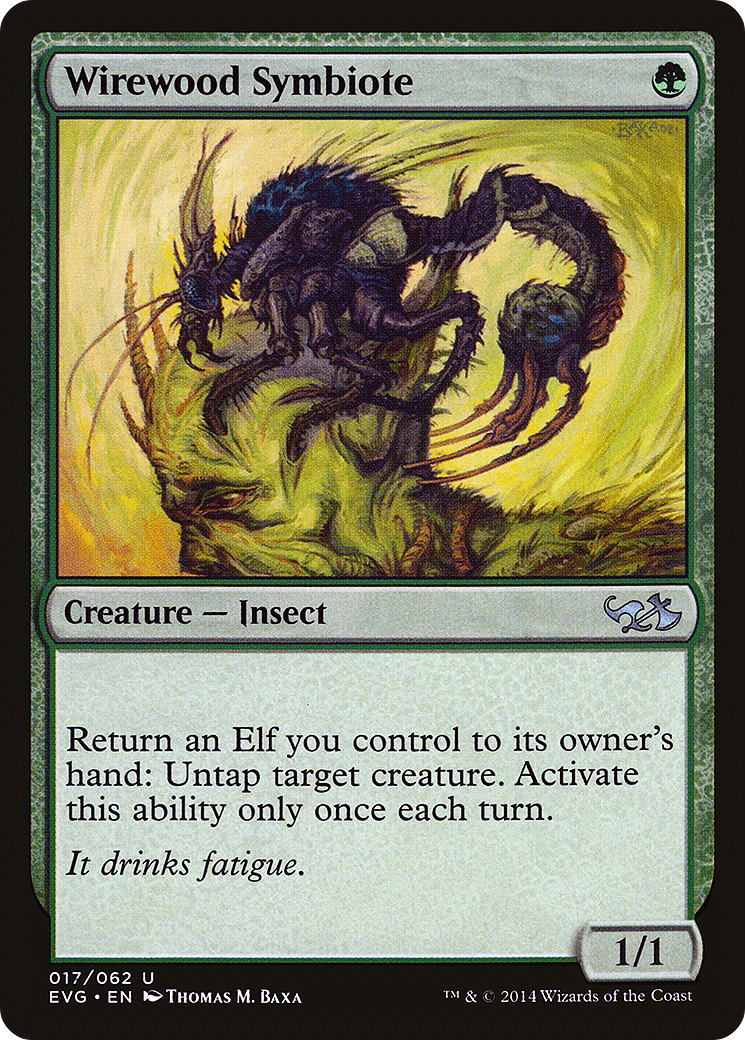 Wirewood Symbiote
Creature — Insect
Return an Elf you control to its owner's
hand: Untap target creature. Activate
this ability only once each turn.
It drinks fatigue.
1/1
017/062 U
EVG • EN Thomas M. Baxa
™ & © 2014 Wizards of the Coast